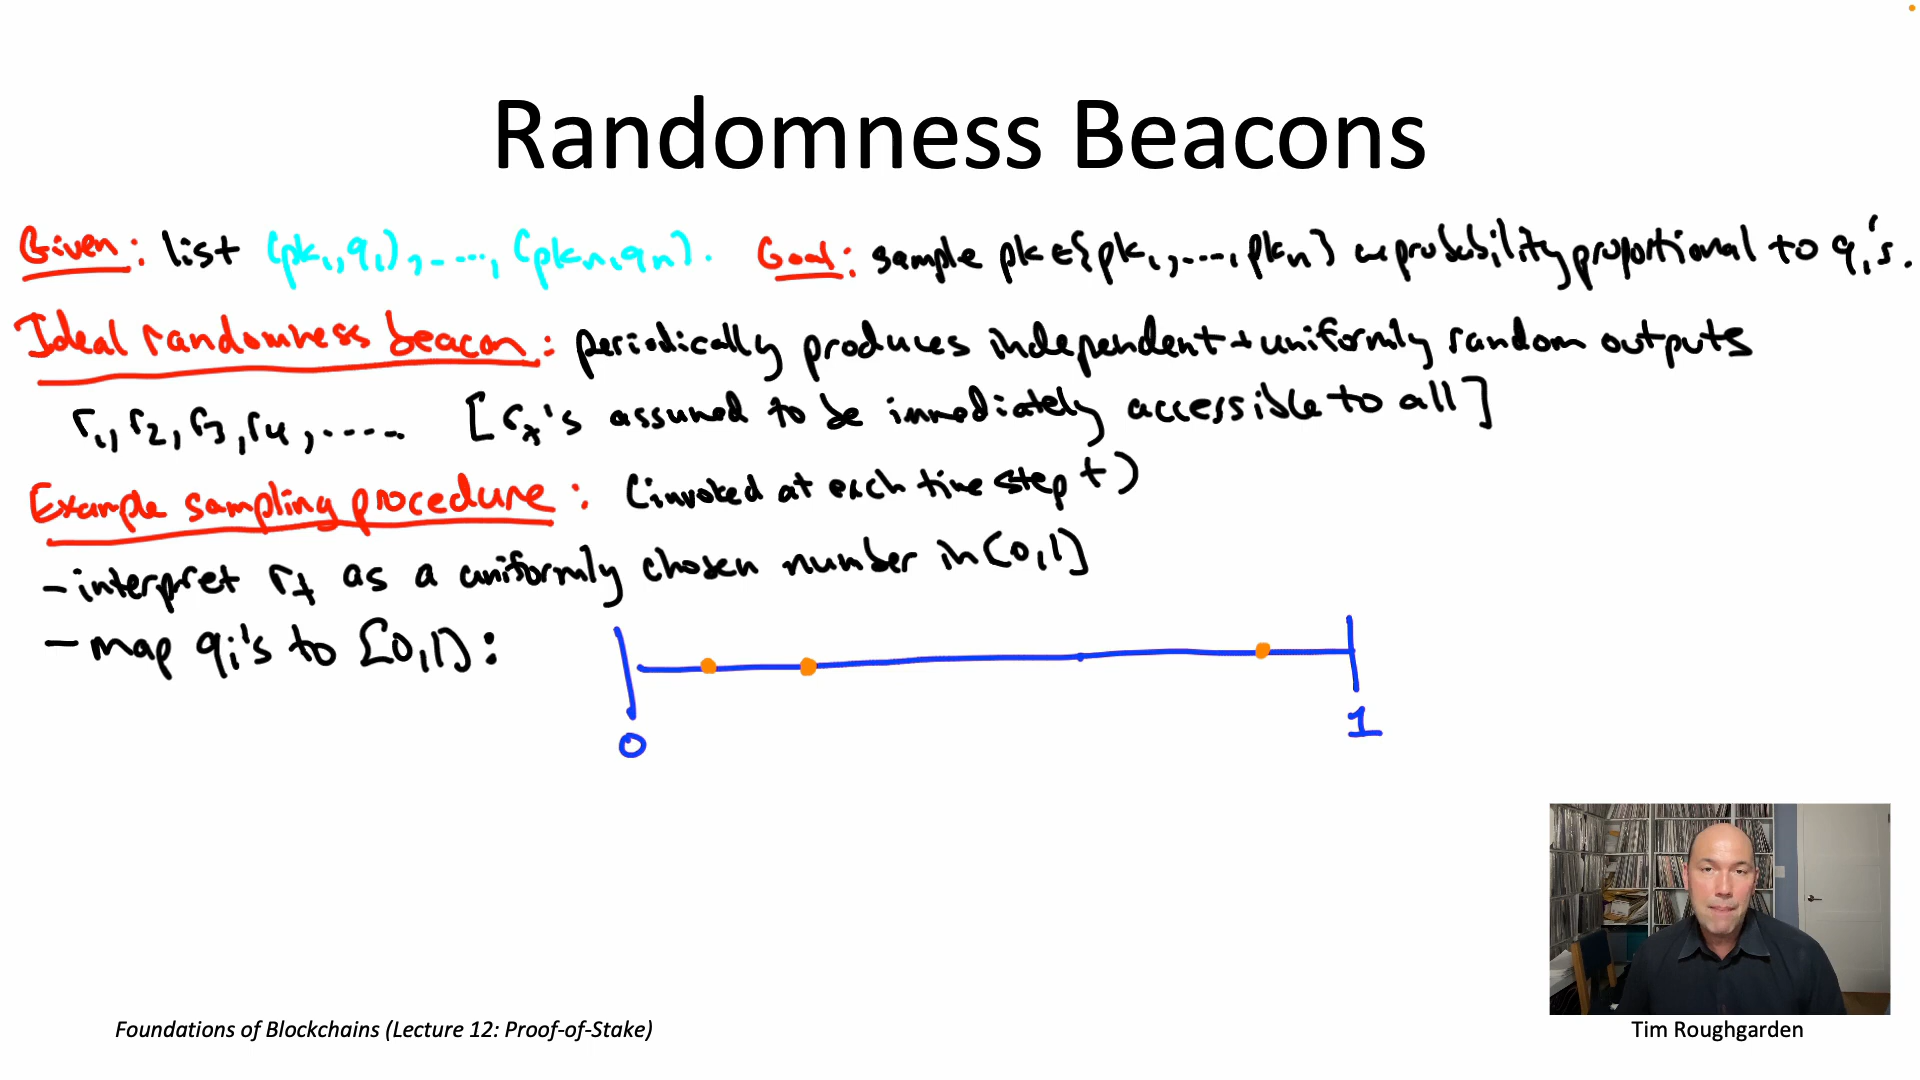 Randomness Beacons
Given: list (pk₁,q₁),....,(pkₙ,qₙ). Goal: sample pk ∈ {pk₁,....,pkₙ} w/probability proportional to qᵢ's.
Ideal randomness beacon: periodically produces independent + uniformly random outputs
r₁, r₂, r₃, r₄, ..... [rₜ's assumed to be immediately accessible to all]
Example sampling procedure: (invoked at each time step t)
- interpret rₜ as a uniformly chosen number in [0,1]
- map qᵢ's to [0,1]:
0 1
Foundations of Blockchains (Lecture 12: Proof-of-Stake)
Tim Roughgarden